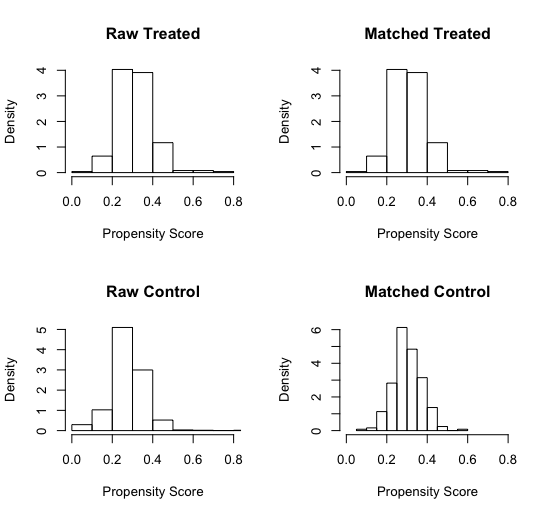 Raw Treated
Density
0 1 2 3 4
0.0 0.2 0.4 0.6 0.8
Propensity Score
Matched Treated
Density
0 1 2 3 4
0.0 0.2 0.4 0.6 0.8
Propensity Score
Raw Control
Density
0 1 2 3 4 5
0.0 0.2 0.4 0.6 0.8
Propensity Score
Matched Control
Density
0 2 4 6
0.0 0.2 0.4 0.6 0.8
Propensity Score